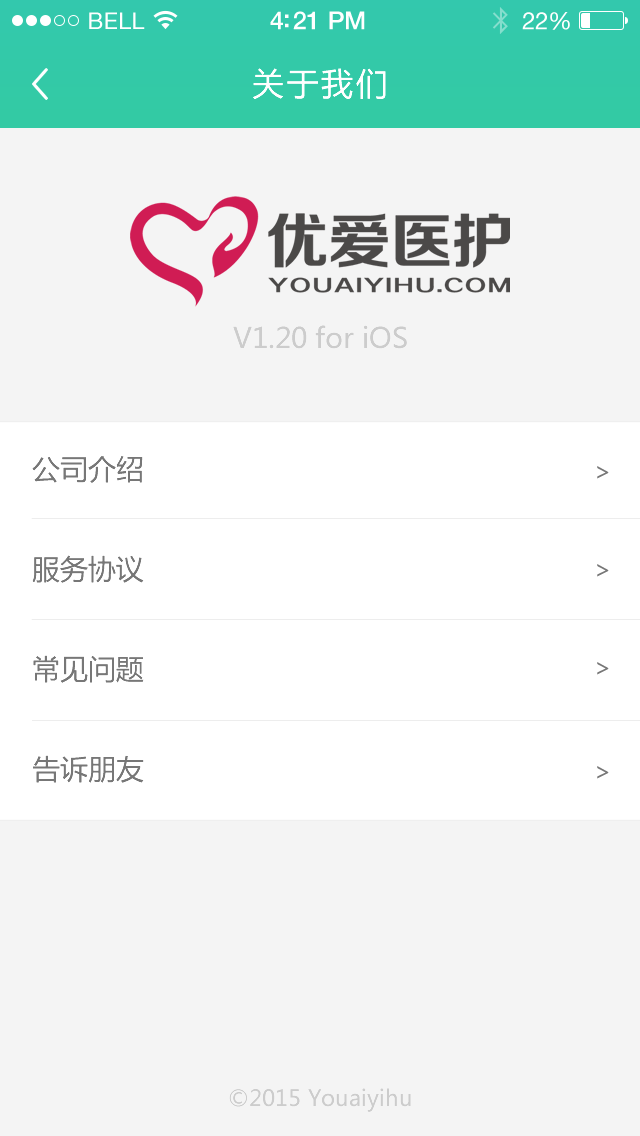 BELL 4:21 PM 22%
关于我们
优爱医护
YOUAIYIHU.COM
V1.20 for iOS
公司介绍 >
服务协议 >
常见问题 >
告诉朋友 >
©2015 Youaiyihu